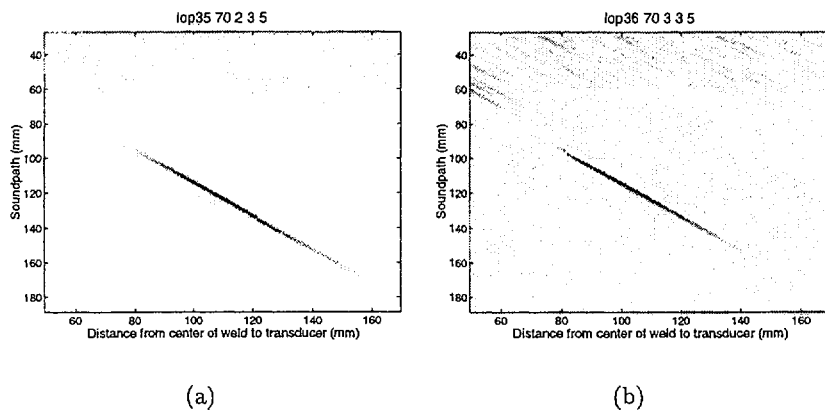 lop35 70 2 3 5
40
60
80
100
120
140
160
180
Soundpath (mm)
60 80 100 120 140 160
Distance from center of weld to transducer (mm)
(a)
lop36 70 3 3 5
40
60
80
100
120
140
160
180
Soundpath (mm)
60 80 100 120 140 160
Distance from center of weld to transducer (mm)
(b)